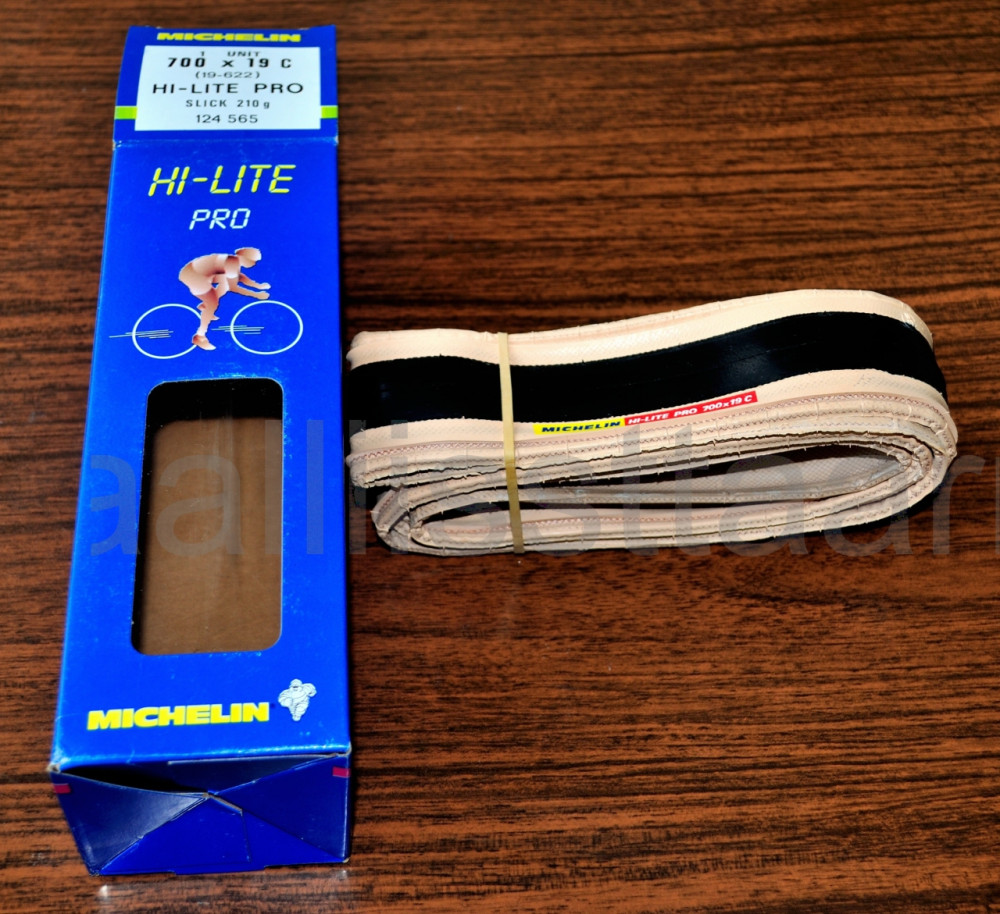 MICHELIN
1 UNIT
700 x 19 C
(19-622)
HI-LITE PRO
SLICK 210 g
124 565
HI-LITE
PRO
MICHELIN HI-LITE PRO 700x19 C
aalliisttaarr
MICHELIN